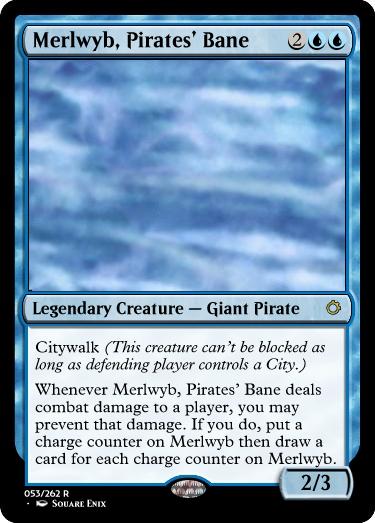 Merlwyb, Pirates' Bane 2
Legendary Creature — Giant Pirate
Citywalk (This creature can't be blocked as
long as defending player controls a City.)
Whenever Merlwyb, Pirates' Bane deals
combat damage to a player, you may
prevent that damage. If you do, put a
charge counter on Merlwyb then draw a
card for each charge counter on Merlwyb.
2/3
053/262 R
· Square Enix